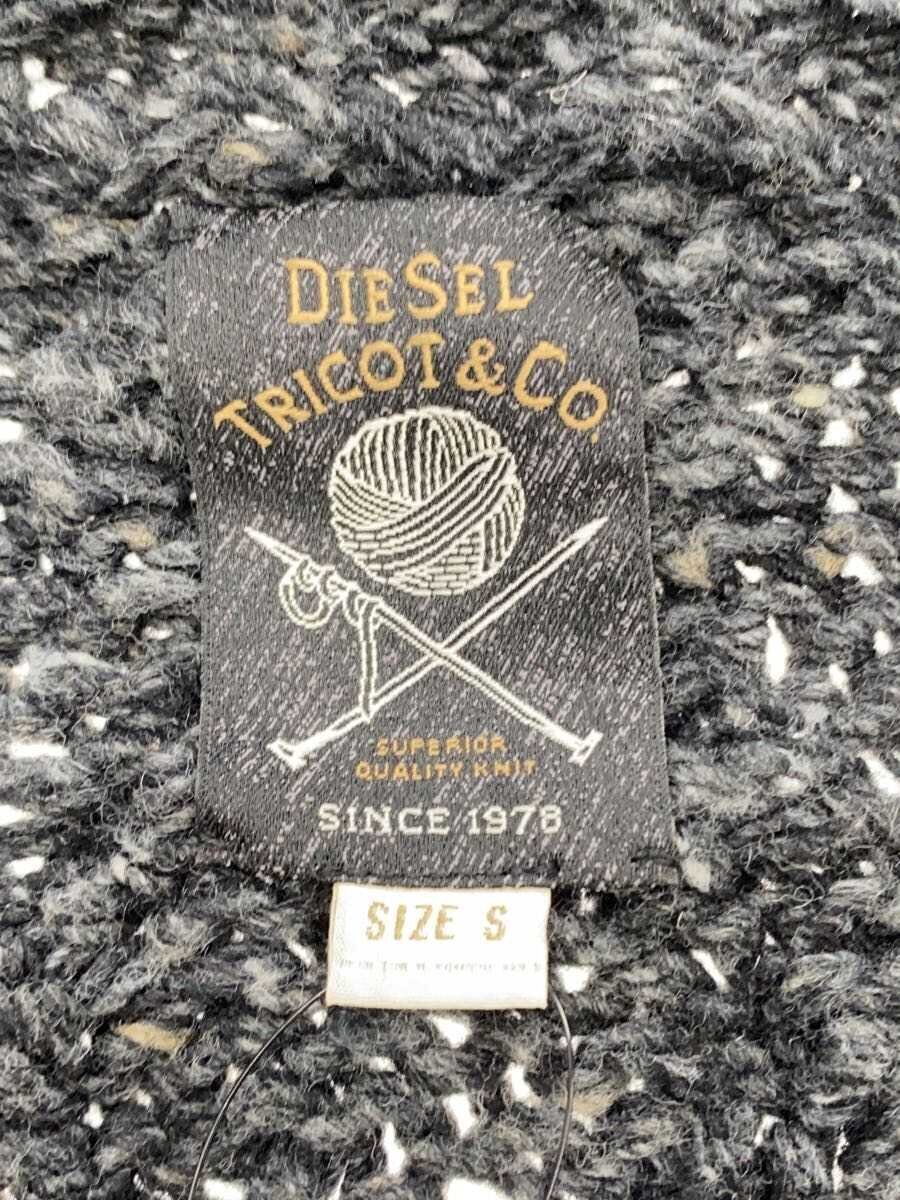 DIESEL
TRICOT & CO.
SUPERIOR
QUALITY KNIT
SINCE 1978
SIZE S